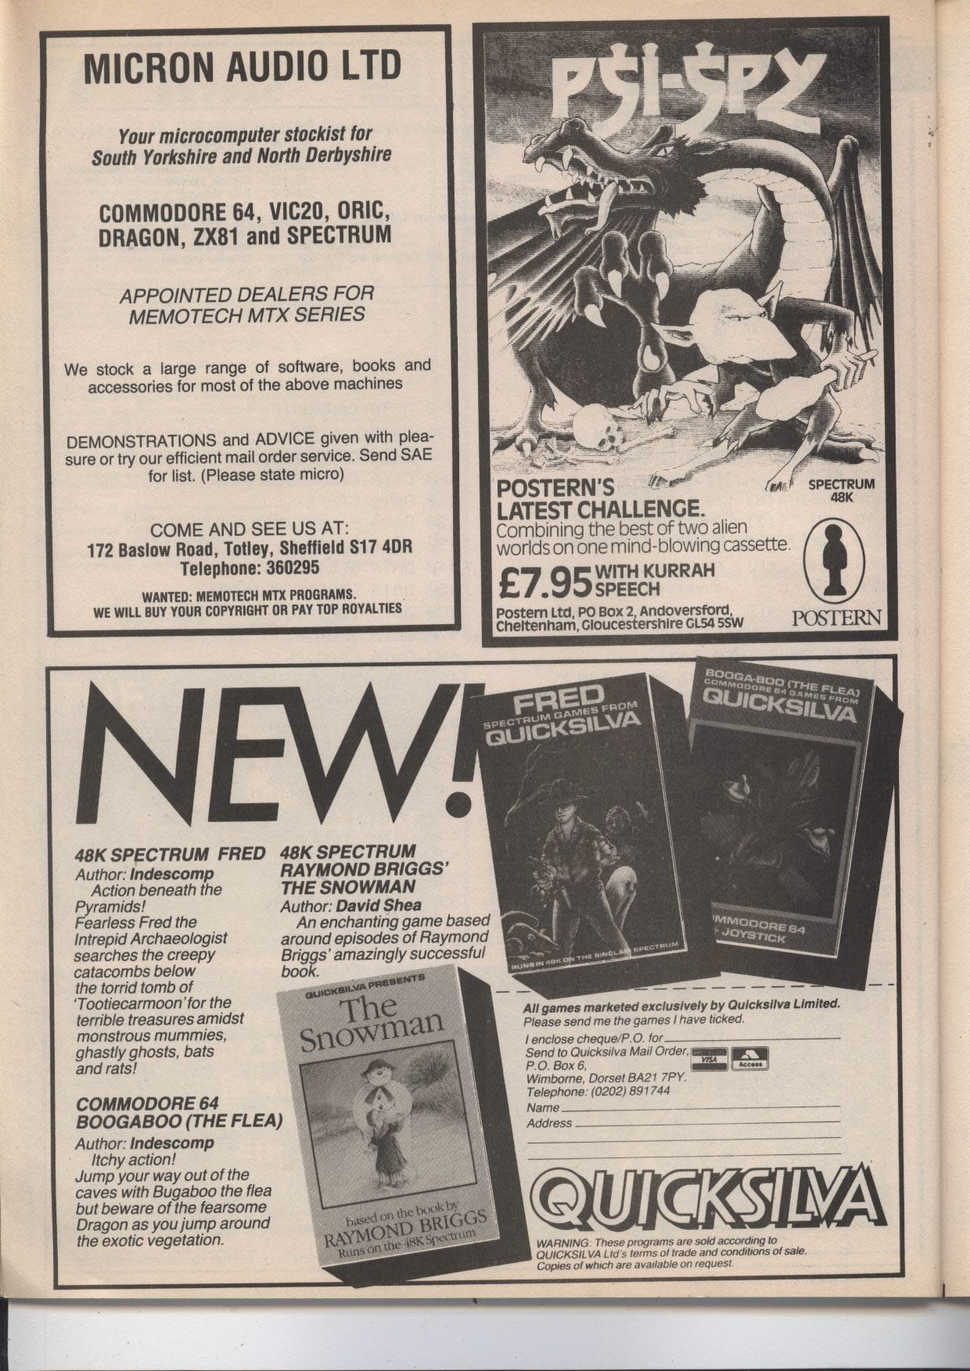 MICRON AUDIO LTD
Your microcomputer stockist for
South Yorkshire and North Derbyshire
COMMODORE 64, VIC20, ORIC,
DRAGON, ZX81 and SPECTRUM
APPOINTED DEALERS FOR
MEMOTECH MTX SERIES
We stock a large range of software, books and
accessories for most of the above machines
DEMONSTRATIONS and ADVICE given with plea-
sure or try our efficient mail order service. Send SAE
for list. (Please state micro)
COME AND SEE US AT:
172 Baslow Road, Totley, Sheffield S17 4DR
Telephone: 360295
WANTED: MEMOTECH MTX PROGRAMS.
WE WILL BUY YOUR COPYRIGHT OR PAY TOP ROYALTIES
PSI-SPY
POSTERN'S
LATEST CHALLENGE.
Combining the best of two alien
worlds on one mind-blowing cassette.
£7.95 WITH KURRAH
SPEECH
Postern Ltd, PO Box 2, Andoversford,
Cheltenham, Gloucestershire GL54 5SW
SPECTRUM
48K
POSTERN
NEW!
48K SPECTRUM FRED
Author: Indescomp
Action beneath the
Pyramids!
Fearless Fred the
Intrepid Archaeologist
searches the creepy
catacombs below
the torrid tomb of
'Tootiecarmoon' for the
terrible treasures amidst
monstrous mummies,
ghastly ghosts, bats
and rats!
COMMODORE 64
BOOGABOO (THE FLEA)
Author: Indescomp
Itchy action!
Jump your way out of the
caves with Bugaboo the flea
but beware of the fearsome
Dragon as you jump around
the exotic vegetation.
48K SPECTRUM
RAYMOND BRIGGS'
THE SNOWMAN
Author: David Shea
An enchanting game based
around episodes of Raymond
Briggs' amazingly successful
book.
QUICKSILVA PRESENTS
The
Snowman
based on the book by
RAYMOND BRIGGS
Runs on the 48K Spectrum
FRED
SPECTRUM GAMES FROM
QUICKSILVA
RUNS IN 48K ON THE SINCLAIR SPECTRUM
BOOGA-BOO (THE FLEA)
COMMODORE 64 GAMES FROM
QUICKSILVA
OMMODORE 64
+ JOYSTICK
All games marketed exclusively by Quicksilva Limited.
Please send me the games I have ticked.
I enclose cheque/P.O. for
Send to Quicksilva Mail Order,
P.O. Box 6,
Wimborne, Dorset BA21 7PY.
Telephone: (0202) 891744
VISA
Access
Name
Address
QUICKSILVA
WARNING: These programs are sold according to
QUICKSILVA Ltd's terms of trade and conditions of sale.
Copies of which are available on request.